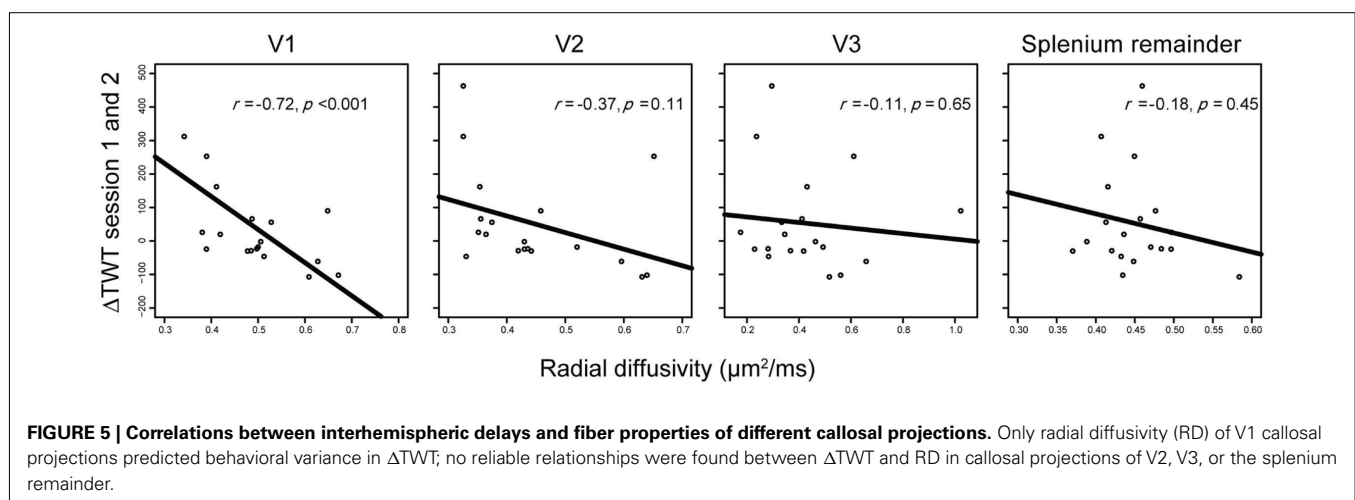 V1 V2 V3 Splenium remainder
r=-0.72, p <0.001
r=-0.37, p=0.11
r=-0.11, p=0.65
r=-0.18, p=0.45
ΔTWT session 1 and 2
500
400
300
200
100
0
-100
-200
0.3 0.4 0.5 0.6 0.7 0.8
0.3 0.4 0.5 0.6 0.7
0.2 0.4 0.6 0.8 1.0
0.30 0.35 0.40 0.45 0.50 0.55 0.60
Radial diffusivity (µm²/ms)
FIGURE 5 | Correlations between interhemispheric delays and fiber properties of different callosal projections. Only radial diffusivity (RD) of V1 callosal
projections predicted behavioral variance in ΔTWT; no reliable relationships were found between ΔTWT and RD in callosal projections of V2, V3, or the splenium
remainder.